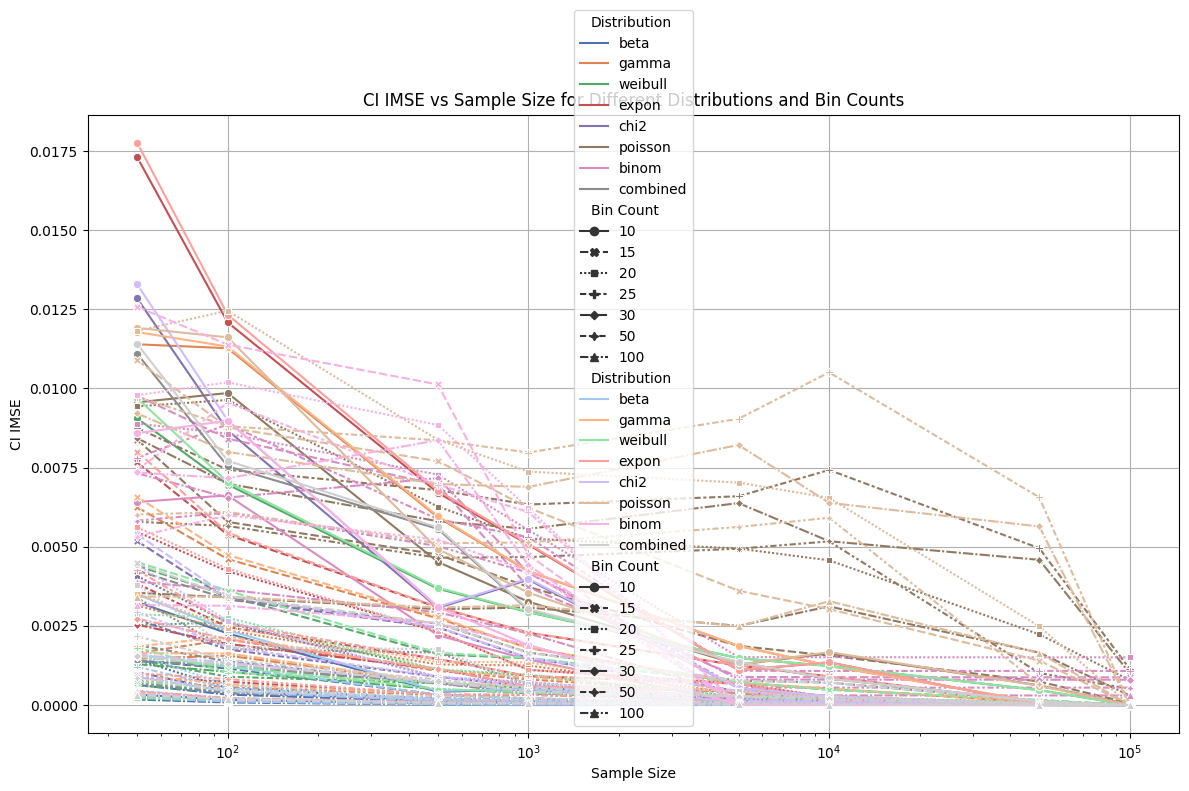 Distribution
beta
gamma
weibull
expon
chi2
poisson
binom
combined
Bin Count
10
15
20
25
30
50
100
Distribution
beta
gamma
weibull
expon
chi2
poisson
binom
combined
Bin Count
10
15
20
25
30
50
100
CI IMSE vs Sample Size for Different Distributions and Bin Counts
CI IMSE
0.0175
0.0150
0.0125
0.0100
0.0075
0.0050
0.0025
0.0000
10² 10³ 10⁴ 10⁵
Sample Size